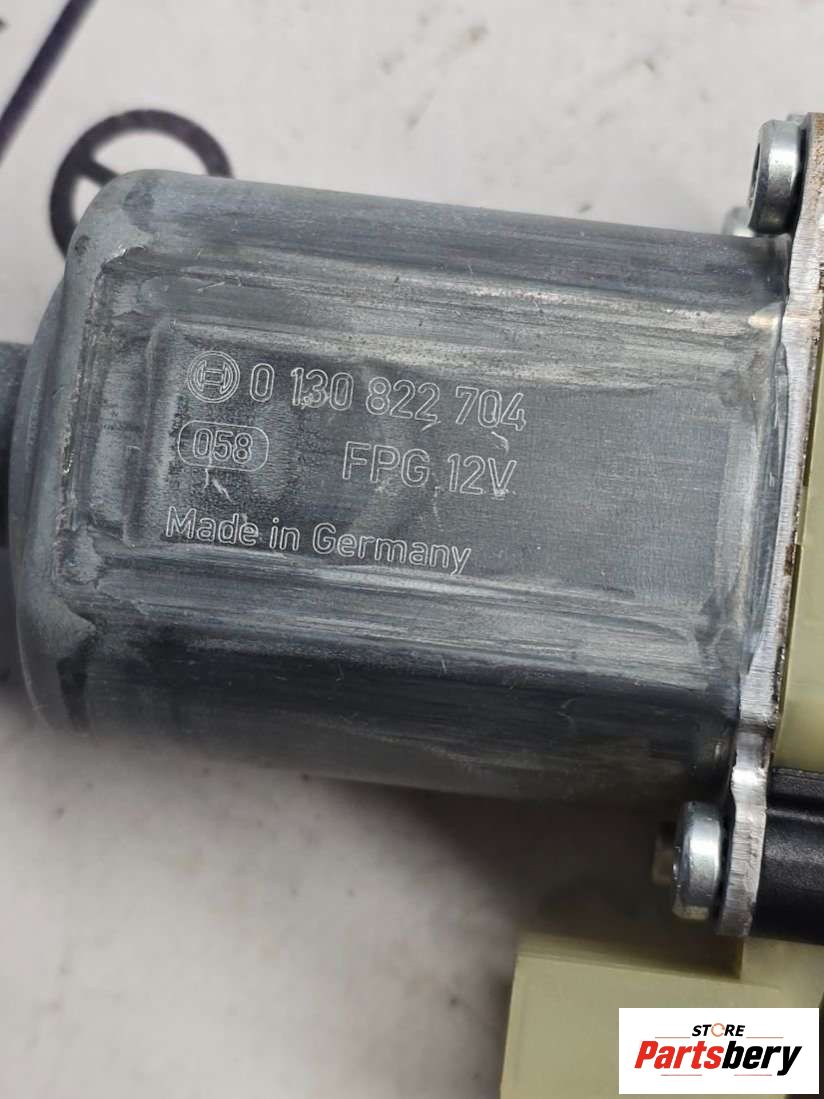 0 130 822 704
058 FPG 12V
Made in Germany
STORE
Partsbery